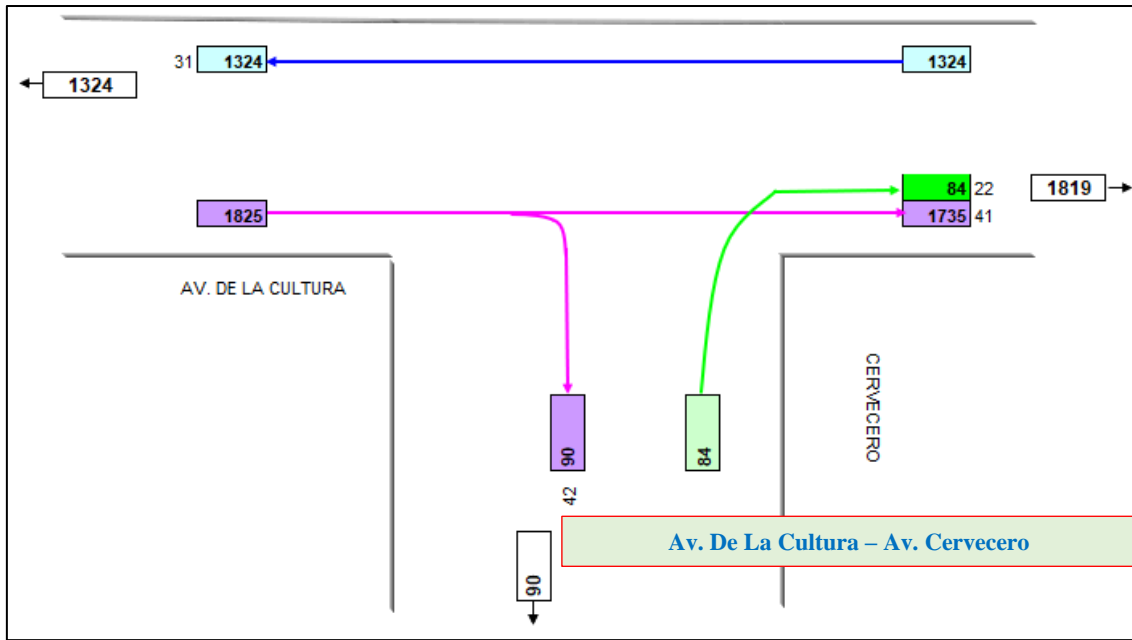 31 1324 1324
1324
84 22 1819
1825 1735 41
AV. DE LA CULTURA
CERVECERO
90 84
42
Av. De La Cultura – Av. Cervecero
90